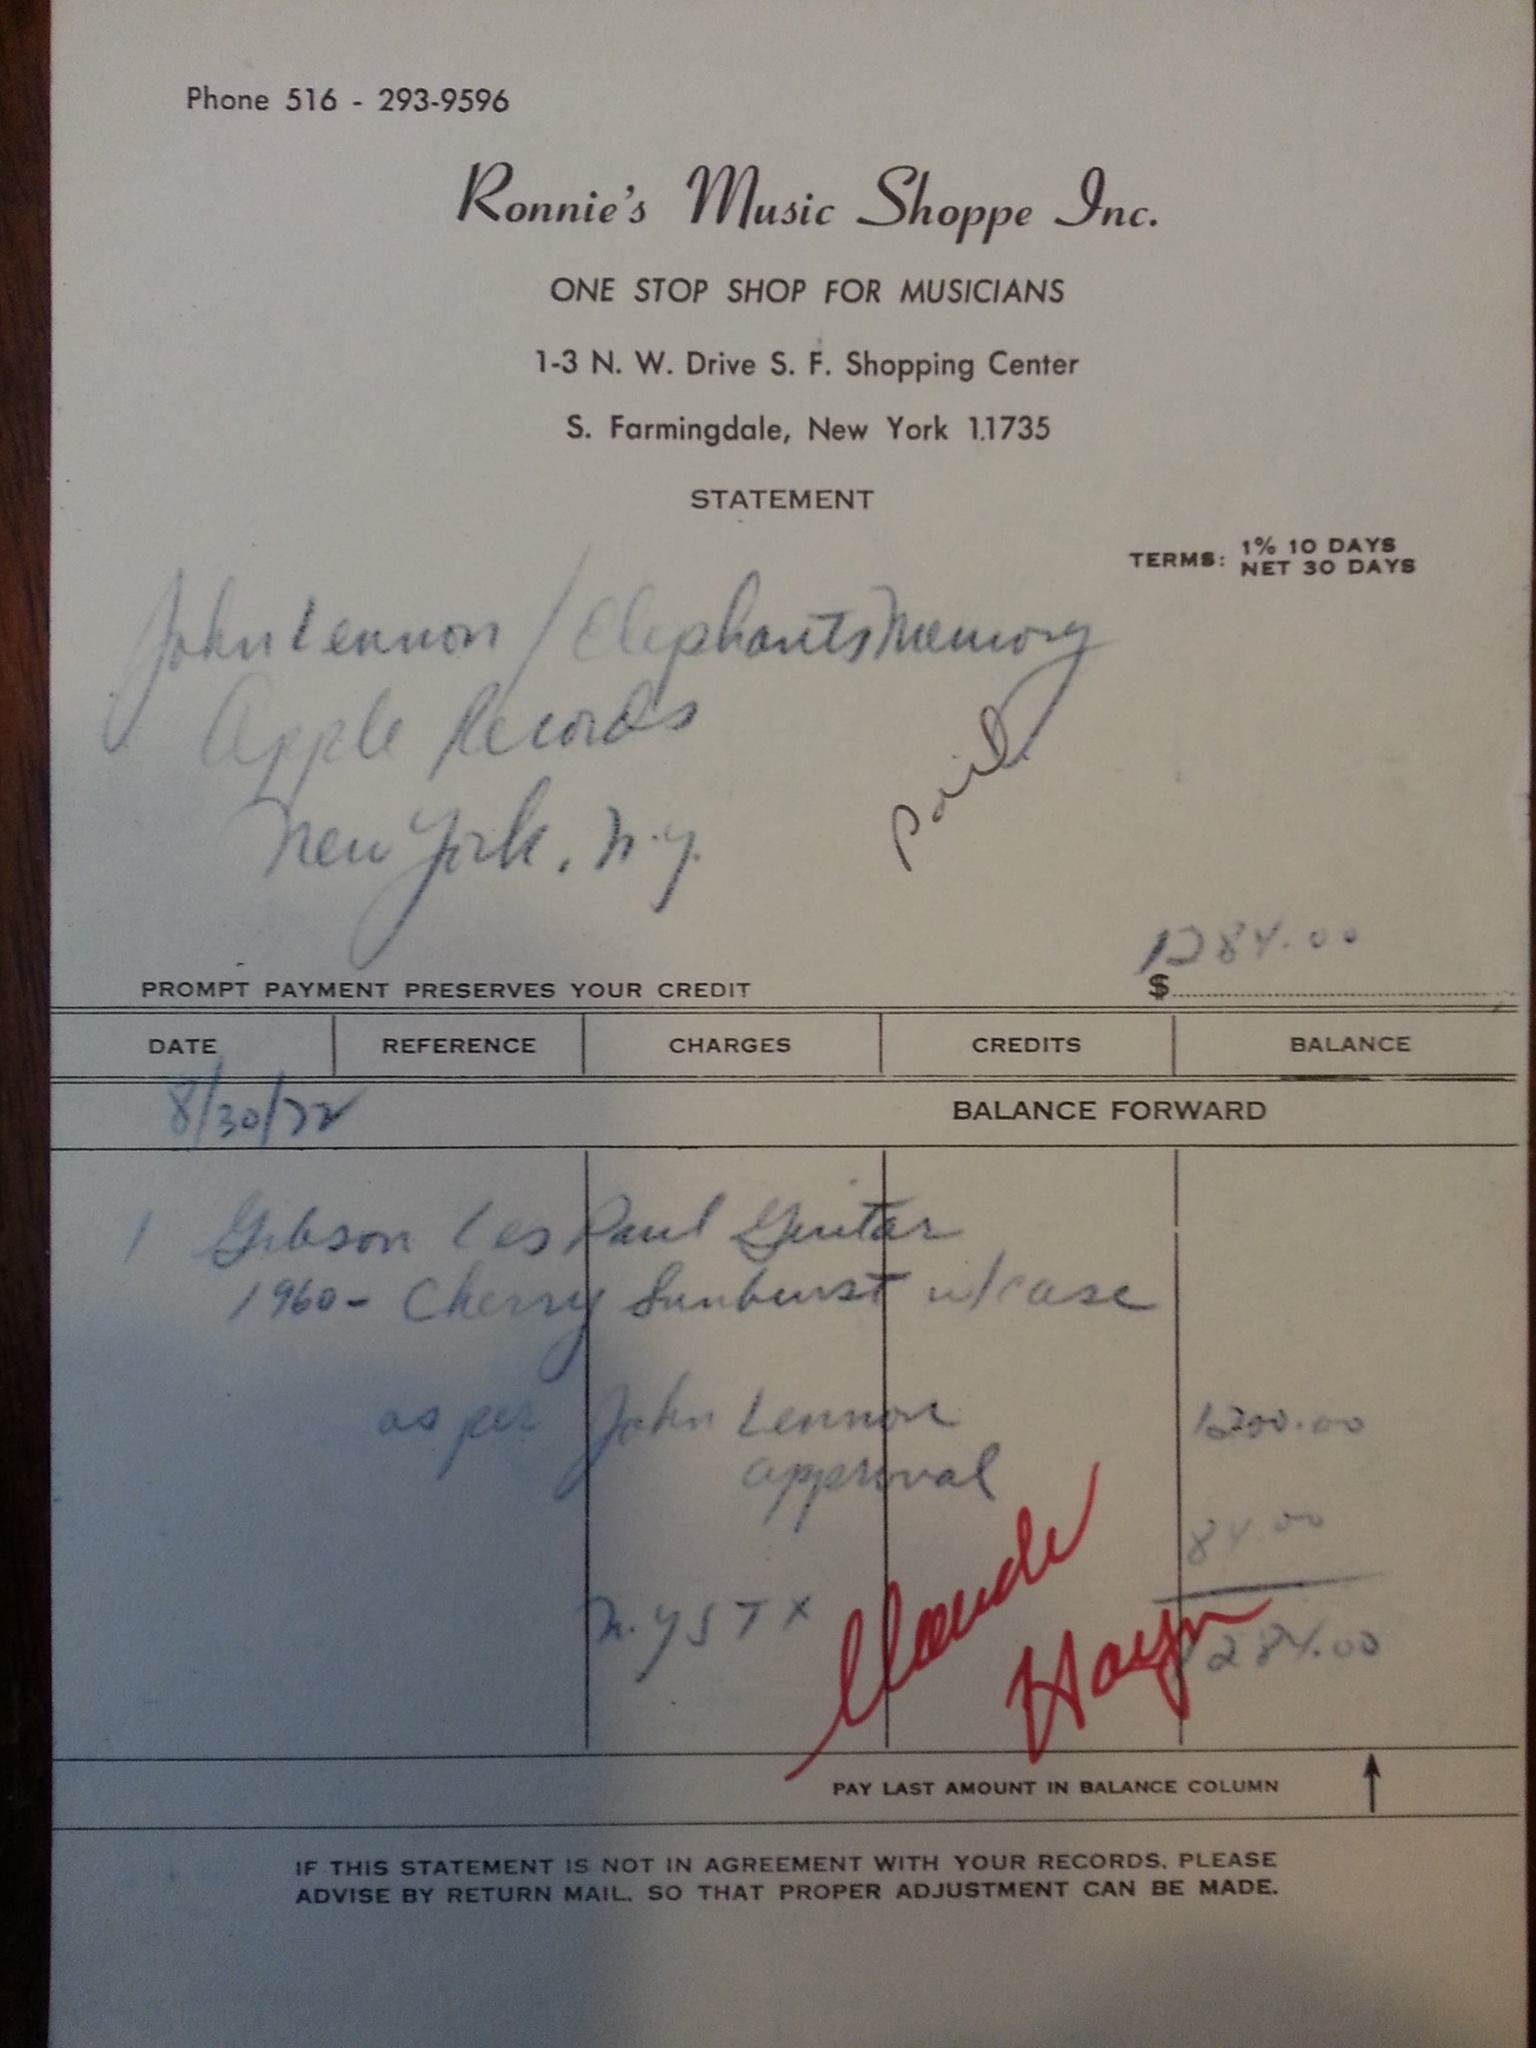 Phone 516 - 293-9596
Ronnie's Music Shoppe Inc.
ONE STOP SHOP FOR MUSICIANS
1-3 N. W. Drive S. F. Shopping Center
S. Farmingdale, New York 11735
STATEMENT
TERMS: 1% 10 DAYS
NET 30 DAYS
John Lennon / Elephants Memory
Apple Records
paid
New York, N.Y.
1284.00
PROMPT PAYMENT PRESERVES YOUR CREDIT $
DATE REFERENCE CHARGES CREDITS BALANCE
8/30/72 BALANCE FORWARD
1 Gibson Les Paul Guitar
1960- Cherry Sunburst w/case
as per John Lennon 1200.00
approval
84.00
N.Y S T X
Claude
Hayn
1284.00
PAY LAST AMOUNT IN BALANCE COLUMN
IF THIS STATEMENT IS NOT IN AGREEMENT WITH YOUR RECORDS, PLEASE
ADVISE BY RETURN MAIL, SO THAT PROPER ADJUSTMENT CAN BE MADE.